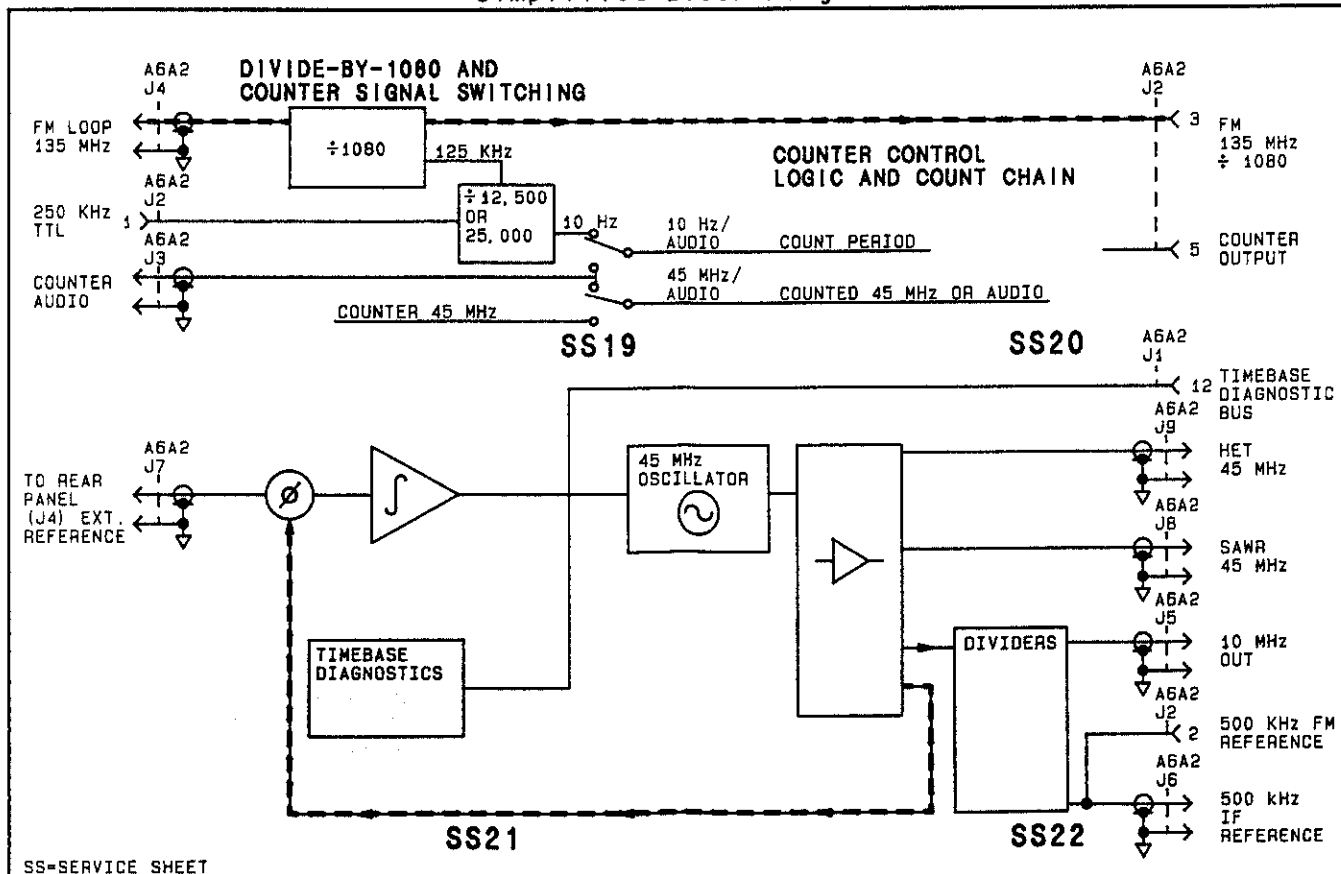 A6A2
J4
DIVIDE-BY-1080 AND
COUNTER SIGNAL SWITCHING
A6A2
J2
FM LOOP
135 MHz
÷1080
125 KHz
3
FM
135 MHz
÷ 1080
COUNTER CONTROL
LOGIC AND COUNT CHAIN
A6A2
J2
250 KHz
TTL
1
÷12,500
OR
25,000
10 Hz
10 Hz/
AUDIO
COUNT PERIOD
5
COUNTER
OUTPUT
A6A2
J3
COUNTER
AUDIO
45 MHz/
AUDIO
COUNTED 45 MHz OR AUDIO
COUNTER 45 MHz
SS19
SS20
A6A2
J1
12
TIMEBASE
DIAGNOSTIC
BUS
A6A2
J9
HET
45 MHz
A6A2
J7
TO REAR
PANEL
(J4) EXT.
REFERENCE
ø
∫
45 MHz
OSCILLATOR
A6A2
J8
SAWR
45 MHz
A6A2
J5
TIMEBASE
DIAGNOSTICS
DIVIDERS
10 MHz
OUT
A6A2
J2
2
500 KHz FM
REFERENCE
A6A2
J6
500 kHz
IF
REFERENCE
SS21
SS22
SS=SERVICE SHEET